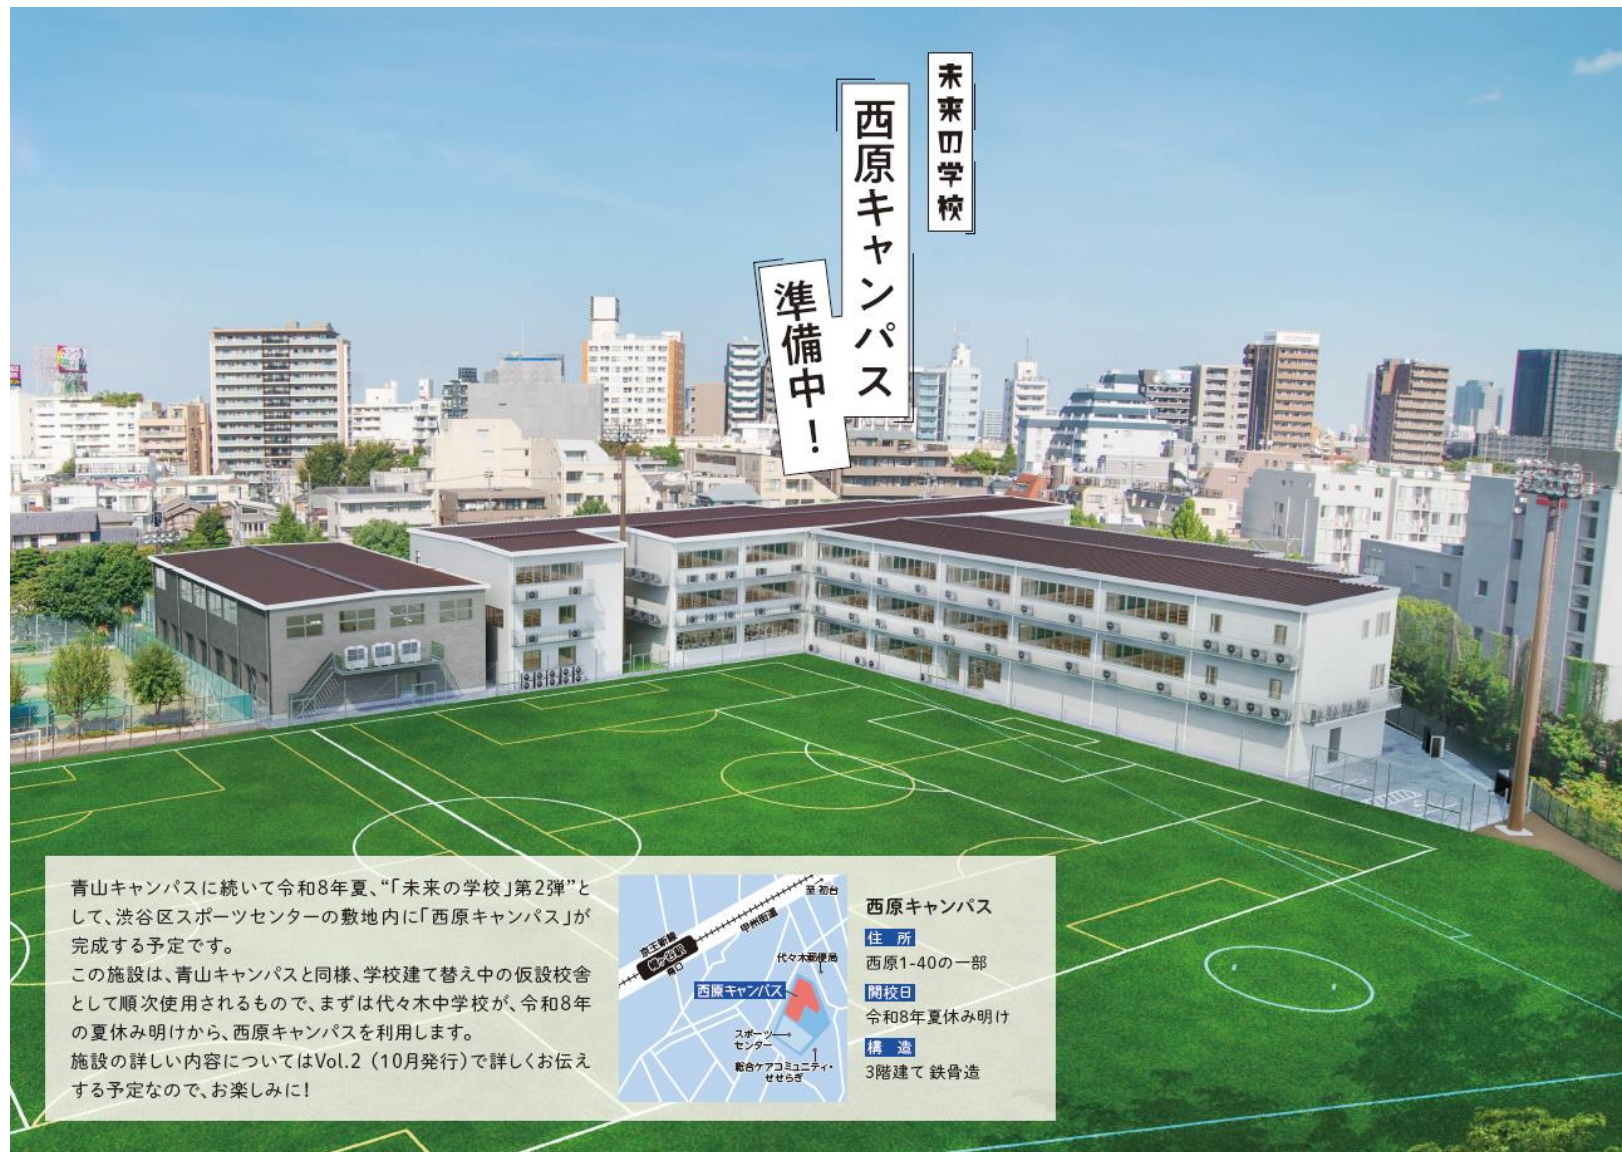 未来の学校
西原キャンパス
準備中!
青山キャンパスに続いて令和8年夏、“「未来の学校」第2弾”と
して、渋谷区スポーツセンターの敷地内に「西原キャンパス」が
完成する予定です。
この施設は、青山キャンパスと同様、学校建て替え中の仮設校舎
として順次使用されるもので、まずは代々木中学校が、令和8年
の夏休み明けから、西原キャンパスを利用します。
施設の詳しい内容についてはVol.2（10月発行）で詳しくお伝え
する予定なので、お楽しみに!
至 初台
甲州街道
京王新線
幡ヶ谷駅
南口
代々木郵便局
西原キャンパス
スポーツ
センター
総合ケアコミュニティ・
せせらぎ
西原キャンパス
住 所
西原1-40の一部
開校日
令和8年夏休み明け
構 造
3階建て 鉄骨造